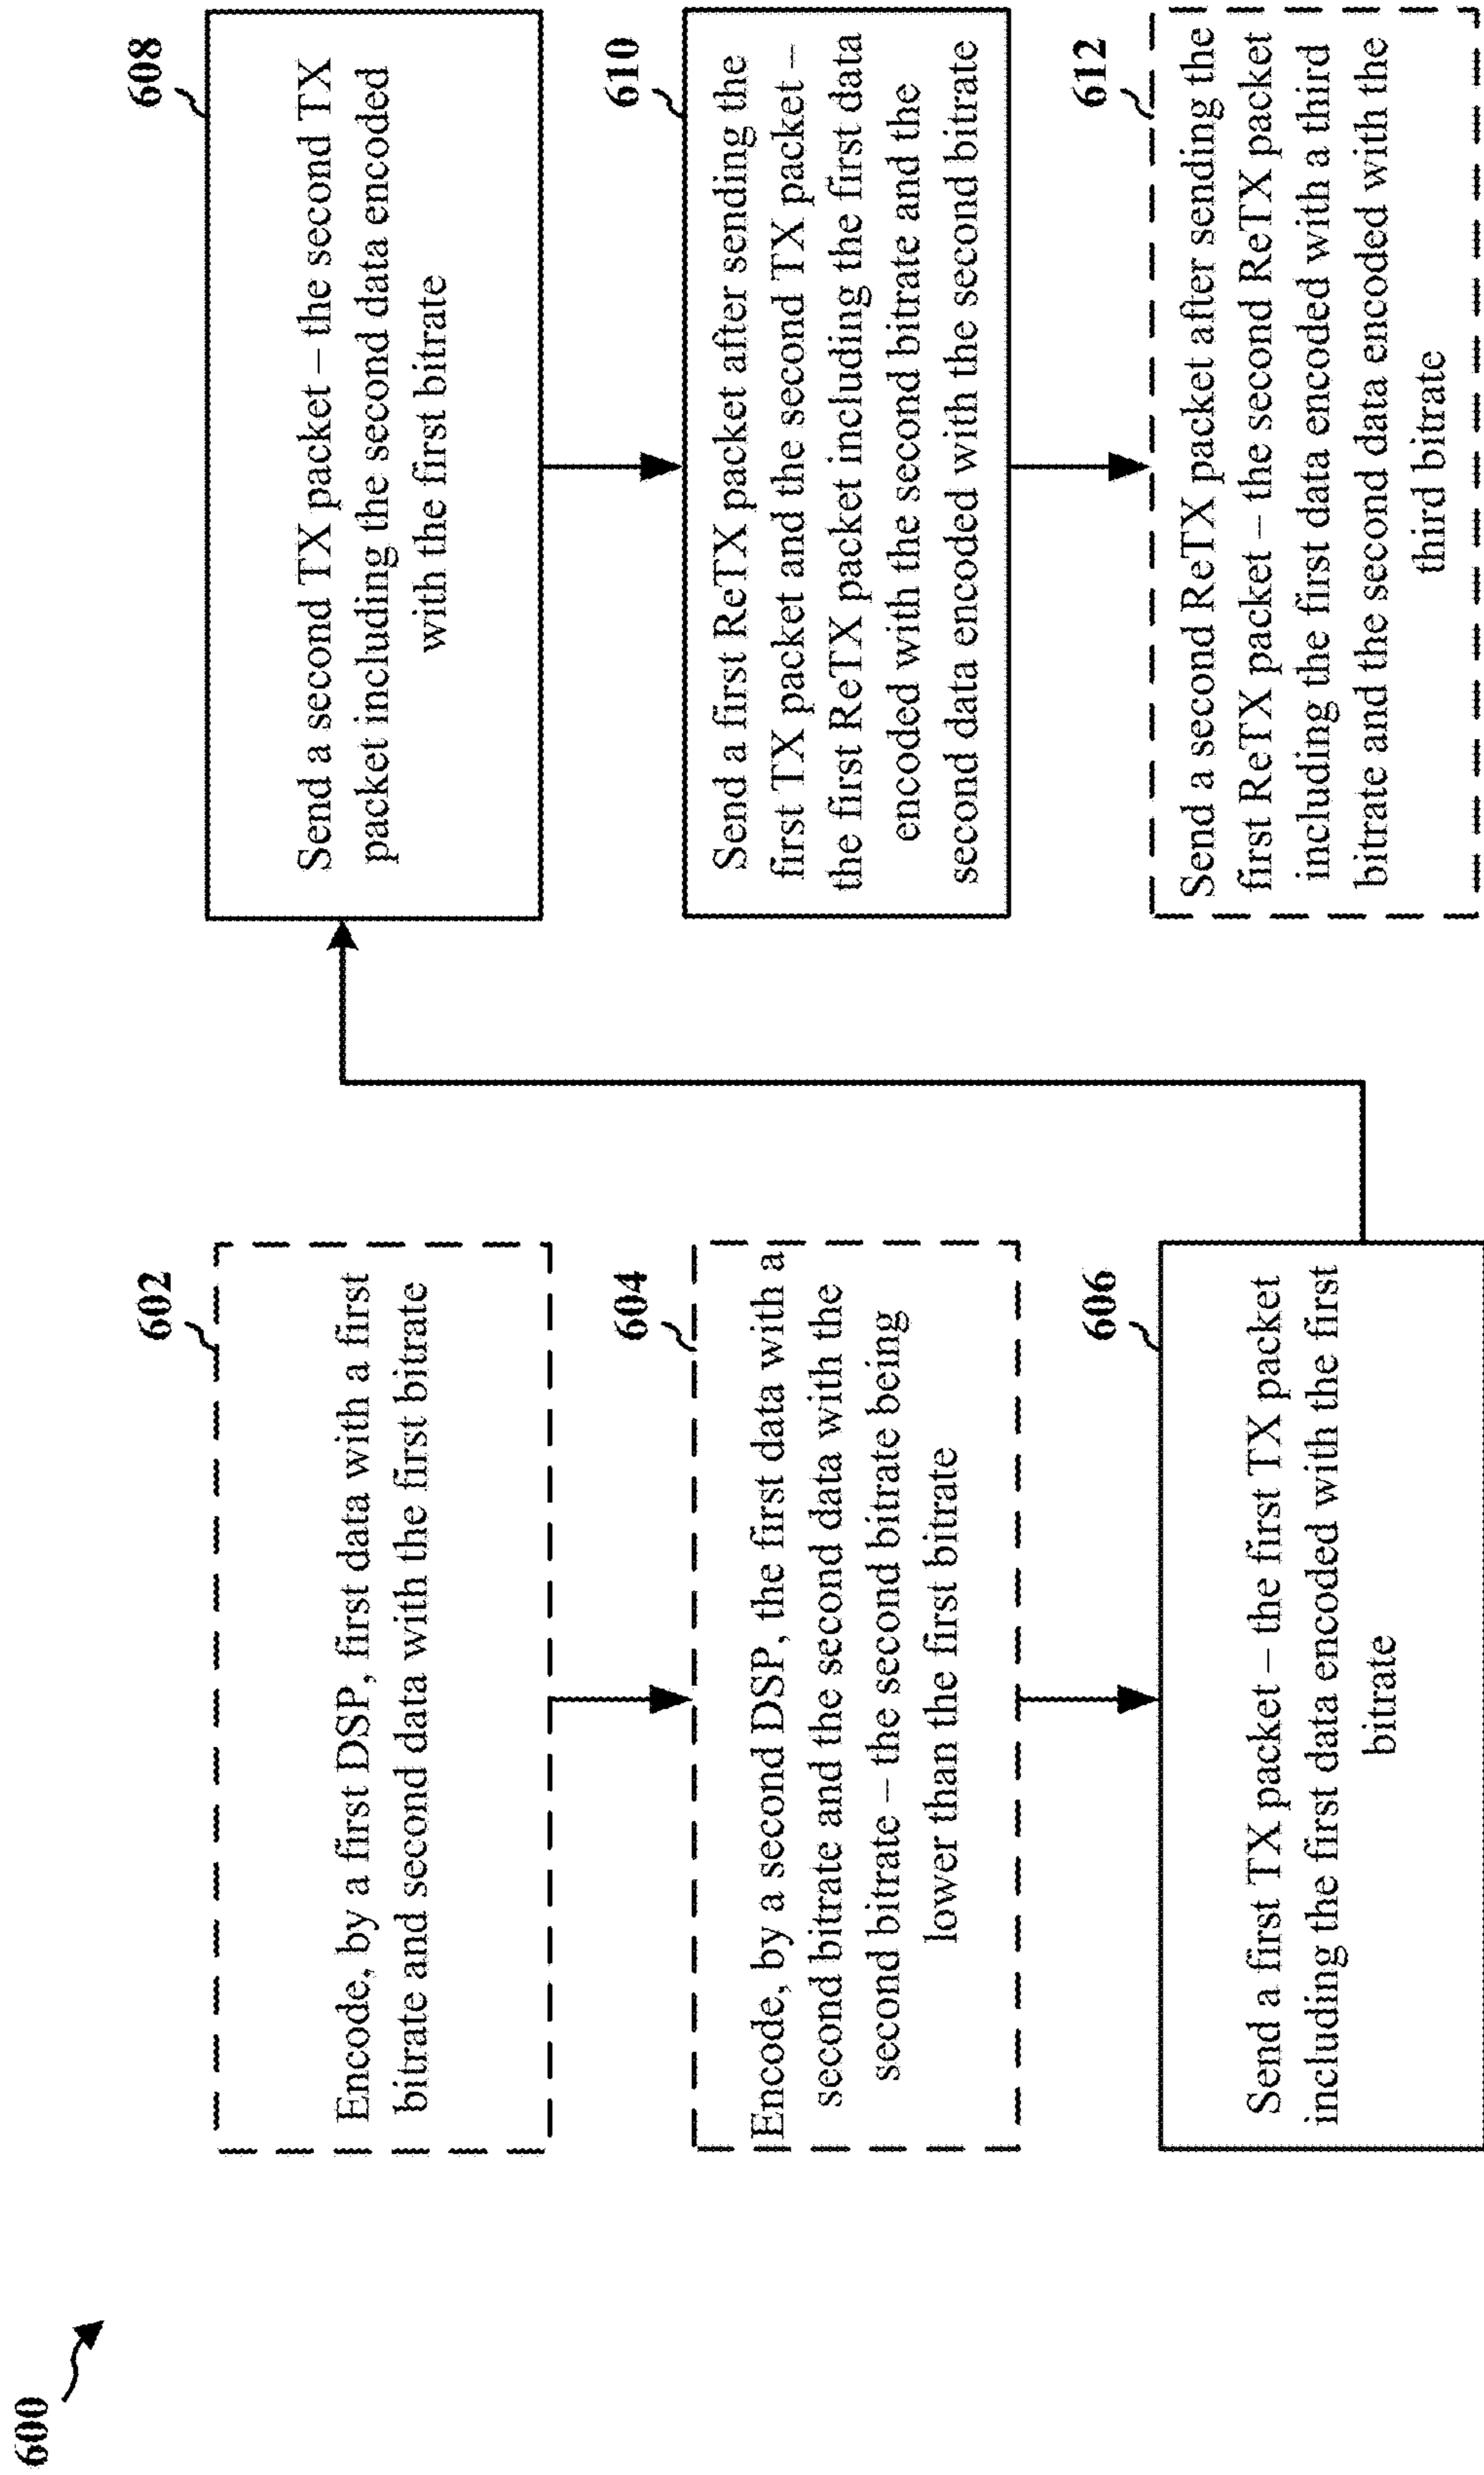 600
602
Encode, by a first DSP, first data with a first
bitrate and second data with the first bitrate
604
Encode, by a second DSP, the first data with a
second bitrate and the second data with the
second bitrate – the second bitrate being
lower than the first bitrate
606
Send a first TX packet – the first TX packet
including the first data encoded with the first
bitrate
608
Send a second TX packet – the second TX
packet including the second data encoded
with the first bitrate
610
Send a first ReTX packet after sending the
first TX packet and the second TX packet –
the first ReTX packet including the first data
encoded with the second bitrate and the
second data encoded with the second bitrate
612
Send a second ReTX packet after sending the
first ReTX packet – the second ReTX packet
including the first data encoded with a third
bitrate and the second data encoded with the
third bitrate